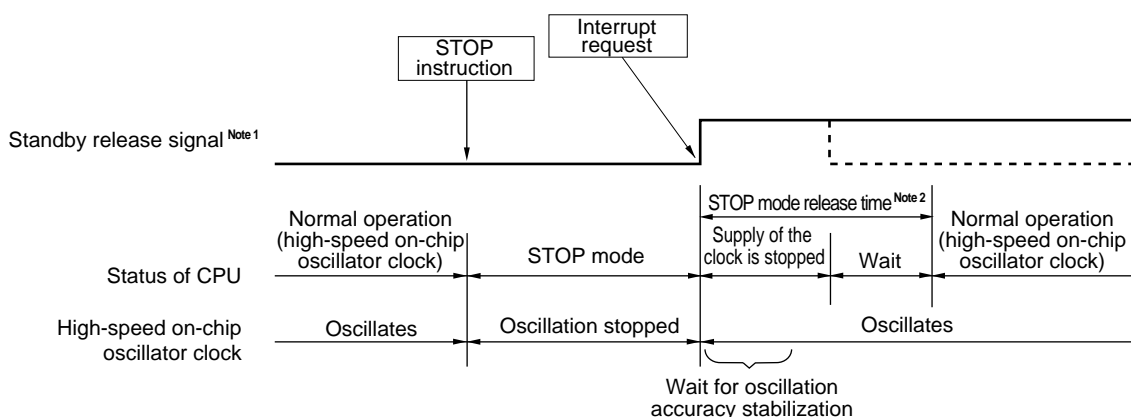 Interrupt
request
STOP
instruction
Standby release signal Note 1
STOP mode release time Note 2
Normal operation
(high-speed on-chip
oscillator clock)
STOP mode
Supply of the
clock is stopped
Wait
Normal operation
(high-speed on-chip
oscillator clock)
Status of CPU
High-speed on-chip
oscillator clock
Oscillates
Oscillation stopped
Oscillates
Wait for oscillation
accuracy stabilization